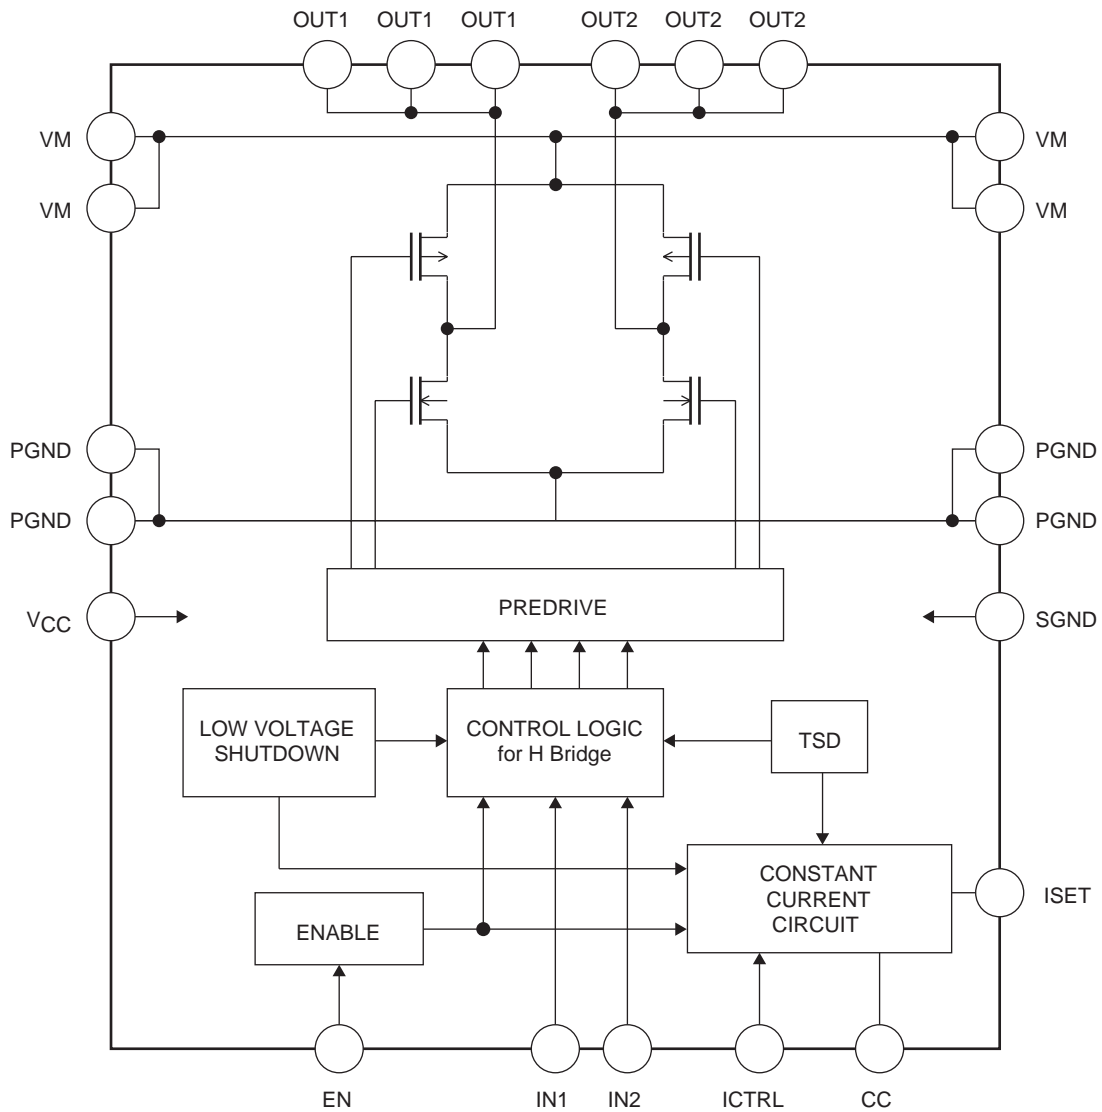 OUT1 OUT1 OUT1 OUT2 OUT2 OUT2
VM VM
VM VM
PGND PGND
PGND PGND
VCC SGND
PREDRIVE
LOW VOLTAGE
SHUTDOWN
CONTROL LOGIC
for H Bridge
TSD
CONSTANT
CURRENT
CIRCUIT
ISET
ENABLE
EN IN1 IN2 ICTRL CC